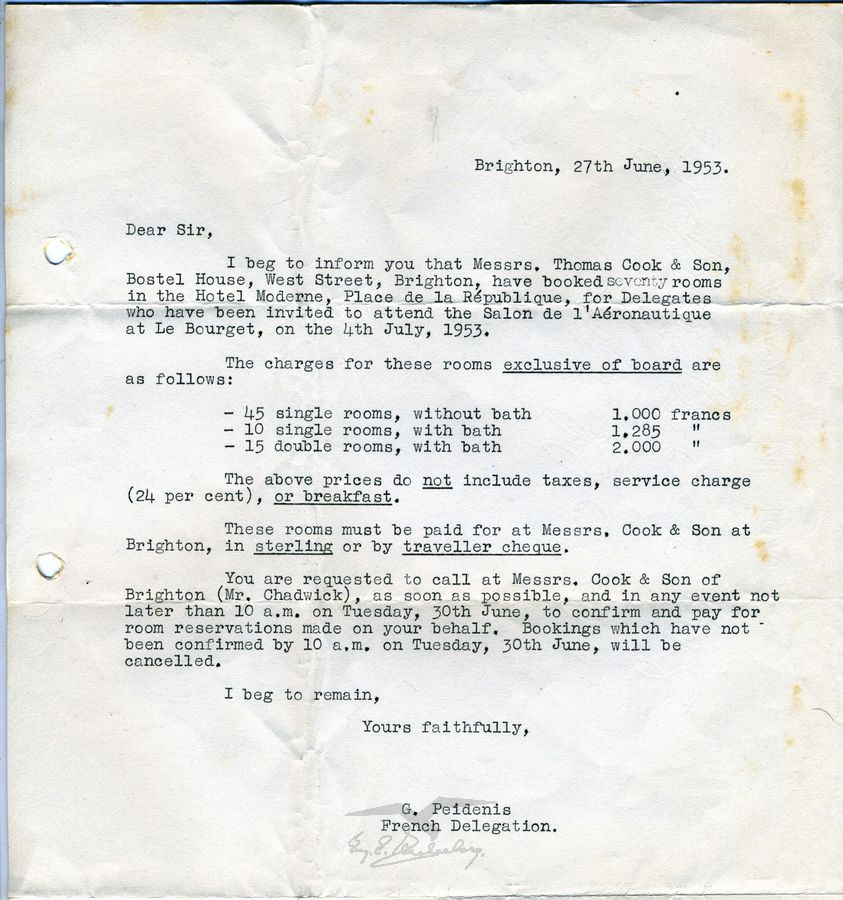 Brighton, 27th June, 1953.
Dear Sir,
I beg to inform you that Messrs. Thomas Cook & Son,
Bostel House, West Street, Brighton, have booked seventy rooms
in the Hotel Moderne, Place de la République, for Delegates
who have been invited to attend the Salon de l'Aéronautique
at Le Bourget, on the 4th July, 1953.
The charges for these rooms exclusive of board are
as follows:
- 45 single rooms, without bath 1.000 francs
- 10 single rooms, with bath 1.285 "
- 15 double rooms, with bath 2.000 "
The above prices do not include taxes, service charge
(24 per cent), or breakfast.
These rooms must be paid for at Messrs. Cook & Son at
Brighton, in sterling or by traveller cheque.
You are requested to call at Messrs. Cook & Son of
Brighton (Mr. Chadwick), as soon as possible, and in any event not
later than 10 a.m. on Tuesday, 30th June, to confirm and pay for
room reservations made on your behalf. Bookings which have not
been confirmed by 10 a.m. on Tuesday, 30th June, will be
cancelled.
I beg to remain,
Yours faithfully,
G. Peidenis
French Delegation.